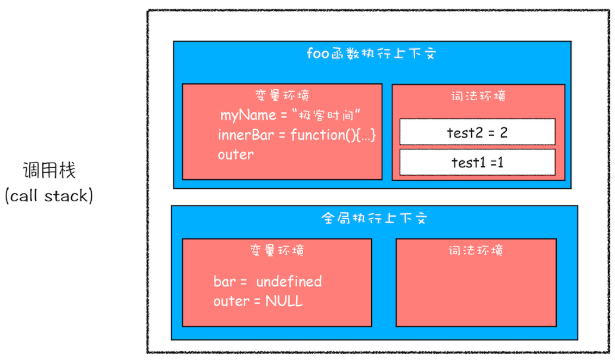 foo函数执行上下文
变量环境
myName = "极客时间"
innerBar = function(){...}
outer
词法环境
test2 = 2
test1 =1
调用栈
(call stack)
全局执行上下文
变量环境
bar = undefined
outer = NULL
词法环境